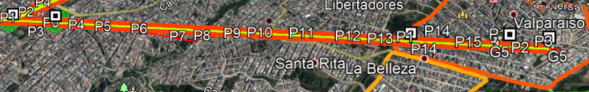 Libertadores
P2
P3 P4 P5 P6 P7 P8 P9 P10 P11 P12 P13 P14 P15 P2
Valparaiso
Santa Rita
La Belleza
P14
G5
G5